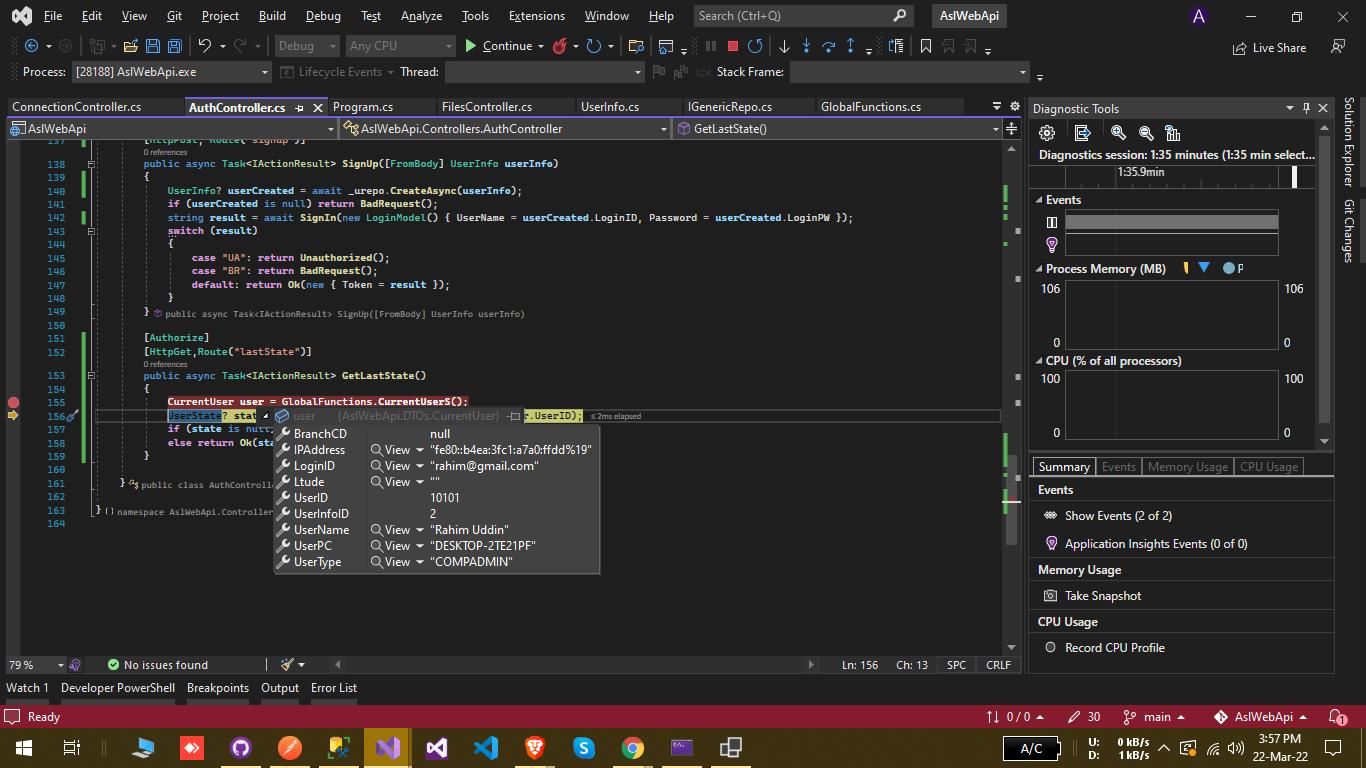 File Edit View Git Project Build Debug Test Analyze Tools Extensions Window Help Search (Ctrl+Q) AslWebApi A
Debug Any CPU Continue Live Share
Process: [28188] AslWebApi.exe Lifecycle Events Thread: Stack Frame:
ConnectionController.cs AuthController.cs Program.cs FilesController.cs UserInfo.cs IGenericRepo.cs GlobalFunctions.cs
AslWebApi AslWebApi.Controllers.AuthController GetLastState()
137 [HttpPost, Route("signup")]
0 references
138 public async Task<IActionResult> SignUp([FromBody] UserInfo userInfo)
139 {
140 UserInfo? userCreated = await _urepo.CreateAsync(userInfo);
141 if (userCreated is null) return BadRequest();
142 string result = await SignIn(new LoginModel() { UserName = userCreated.LoginID, Password = userCreated.LoginPW });
143 switch (result)
144 {
145 case "UA": return Unauthorized();
146 case "BR": return BadRequest();
147 default: return Ok(new { Token = result });
148 }
149 } public async Task<IActionResult> SignUp([FromBody] UserInfo userInfo)
150
151 [Authorize]
152 [HttpGet,Route("lastState")]
0 references
153 public async Task<IActionResult> GetLastState()
154 {
155 CurrentUser user = GlobalFunctions.CurrentUserS();
156 UserState? stat user {AslWebApi.DTOs.CurrentUser} r.UserID); ≤ 2ms elapsed
157 if (state is null
158 else return Ok(sta
159 }
160
161 } public class AuthControlle
162
163 } namespace AslWebApi.Controller
164
BranchCD null
IPAddress View "fe80::b4ea:3fc1:a7a0:ffdd%19"
LoginID View "rahim@gmail.com"
Ltude View ""
UserID 10101
UserInfoID 2
UserName View "Rahim Uddin"
UserPC View "DESKTOP-2TE21PF"
UserType View "COMPADMIN"
Diagnostic Tools
Diagnostics session: 1:35 minutes (1:35 min select...
1:35.9min
Events
Process Memory (MB) P
106 106
0 0
CPU (% of all processors)
100 100
0 0
Summary Events Memory Usage CPU Usage
Events
Show Events (2 of 2)
Application Insights Events (0 of 0)
Memory Usage
Take Snapshot
CPU Usage
Record CPU Profile
Solution Explorer
Git Changes
79 % No issues found Ln: 156 Ch: 13 SPC CRLF
Watch 1 Developer PowerShell Breakpoints Output Error List
Ready 0 / 0 30 main AslWebApi 1
A/C U: 0 kB/s D: 1 kB/s 3:57 PM
22-Mar-22